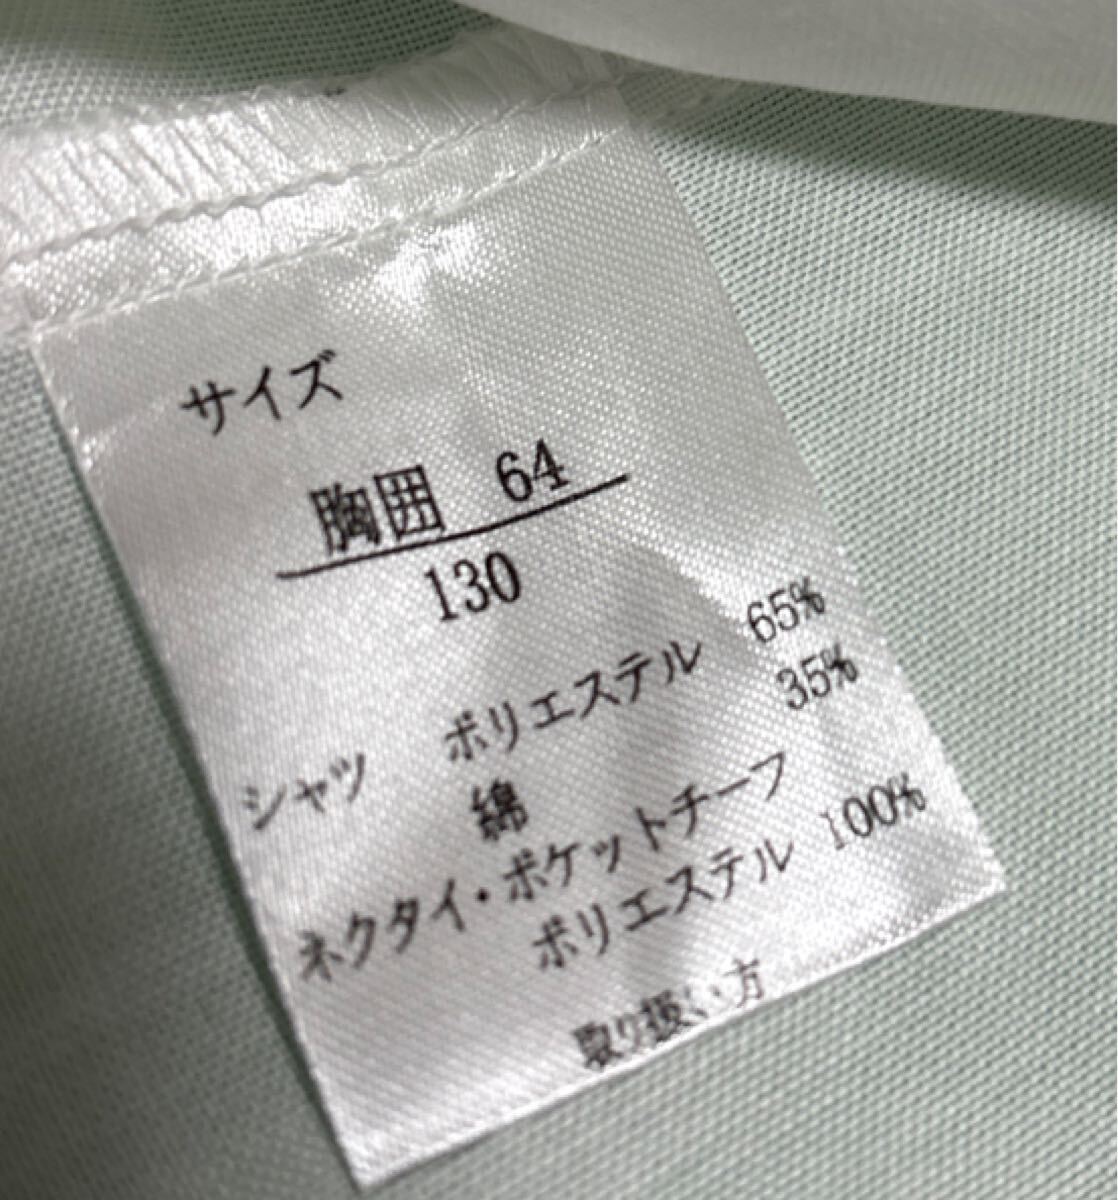 サイズ
胸囲 64
130
シャツ ポリエステル 65%
綿 35%
ネクタイ・ポケットチーフ
ポリエステル 100%
取り扱い方